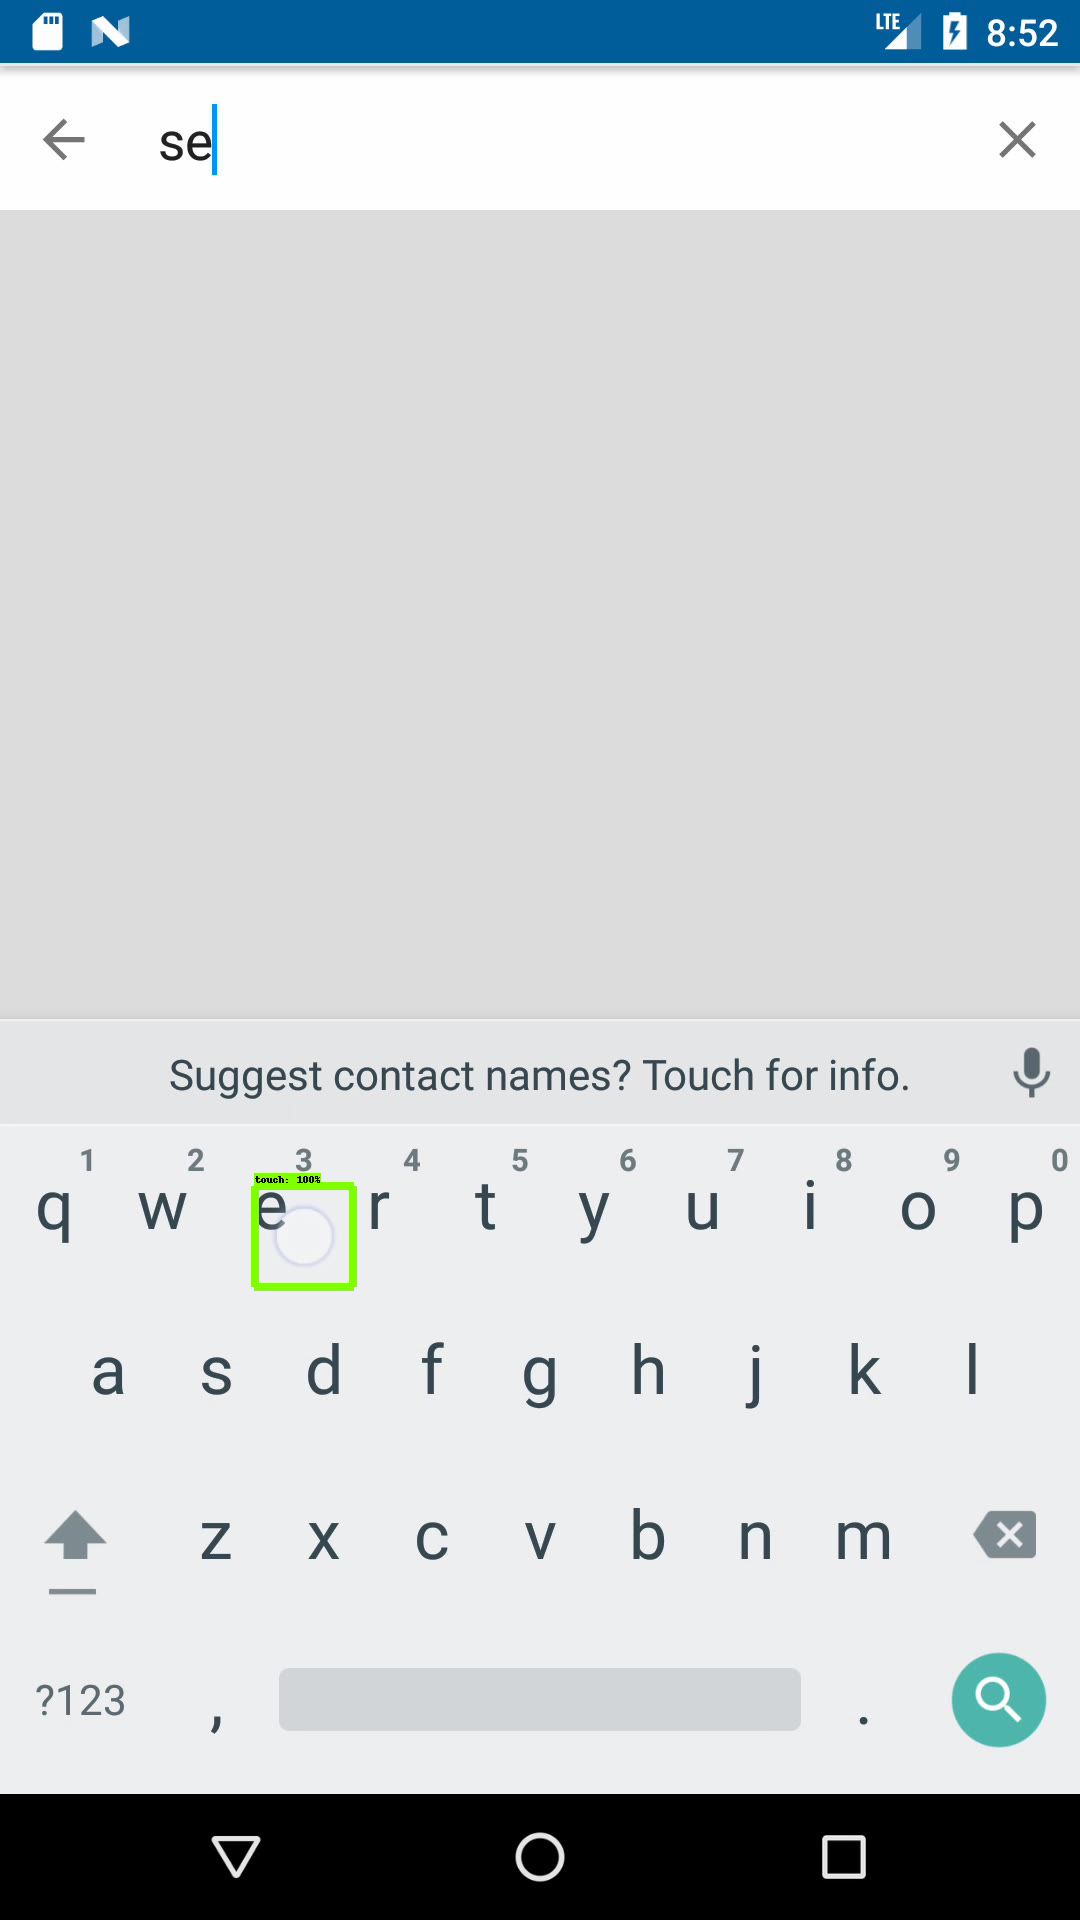 LTE 8:52
se
Suggest contact names? Touch for info.
1 2 3 4 5 6 7 8 9 0
touch: 100%
q w e r t y u i o p
a s d f g h j k l
z x c v b n m
?123 , .